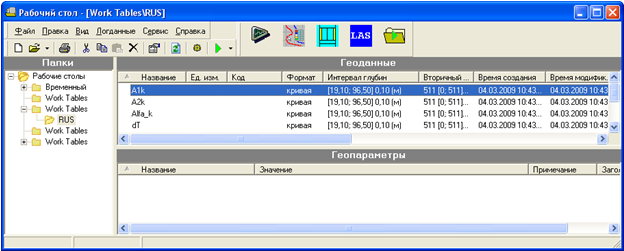 Рабочий стол - [Work Tables\RUS]
Файл Правка Вид Логданные Сервис Справка
LAS
Папки
Рабочие столы
Временный
Work Tables
Work Tables
RUS
Work Tables
Work Tables
Геоданные
Название Ед. изм. Код Формат Интервал глубин Вторичный ... Время создания Время модифик
A1k кривая [19,10; 96,50] 0,10 (м) 511 [0; 511]... 04.03.2009 10:43... 04.03.2009 10:43
A2k кривая [19,10; 96,50] 0,10 (м) 511 [0; 511]... 04.03.2009 10:43... 04.03.2009 10:43
Alfa_k кривая [19,10; 96,50] 0,10 (м) 511 [0; 511]... 04.03.2009 10:43... 04.03.2009 10:43
dT кривая [19,10; 96,50] 0,10 (м) 511 [0; 511]... 04.03.2009 10:43... 04.03.2009 10:43
Геопараметры
Название Значение Примечание Заго